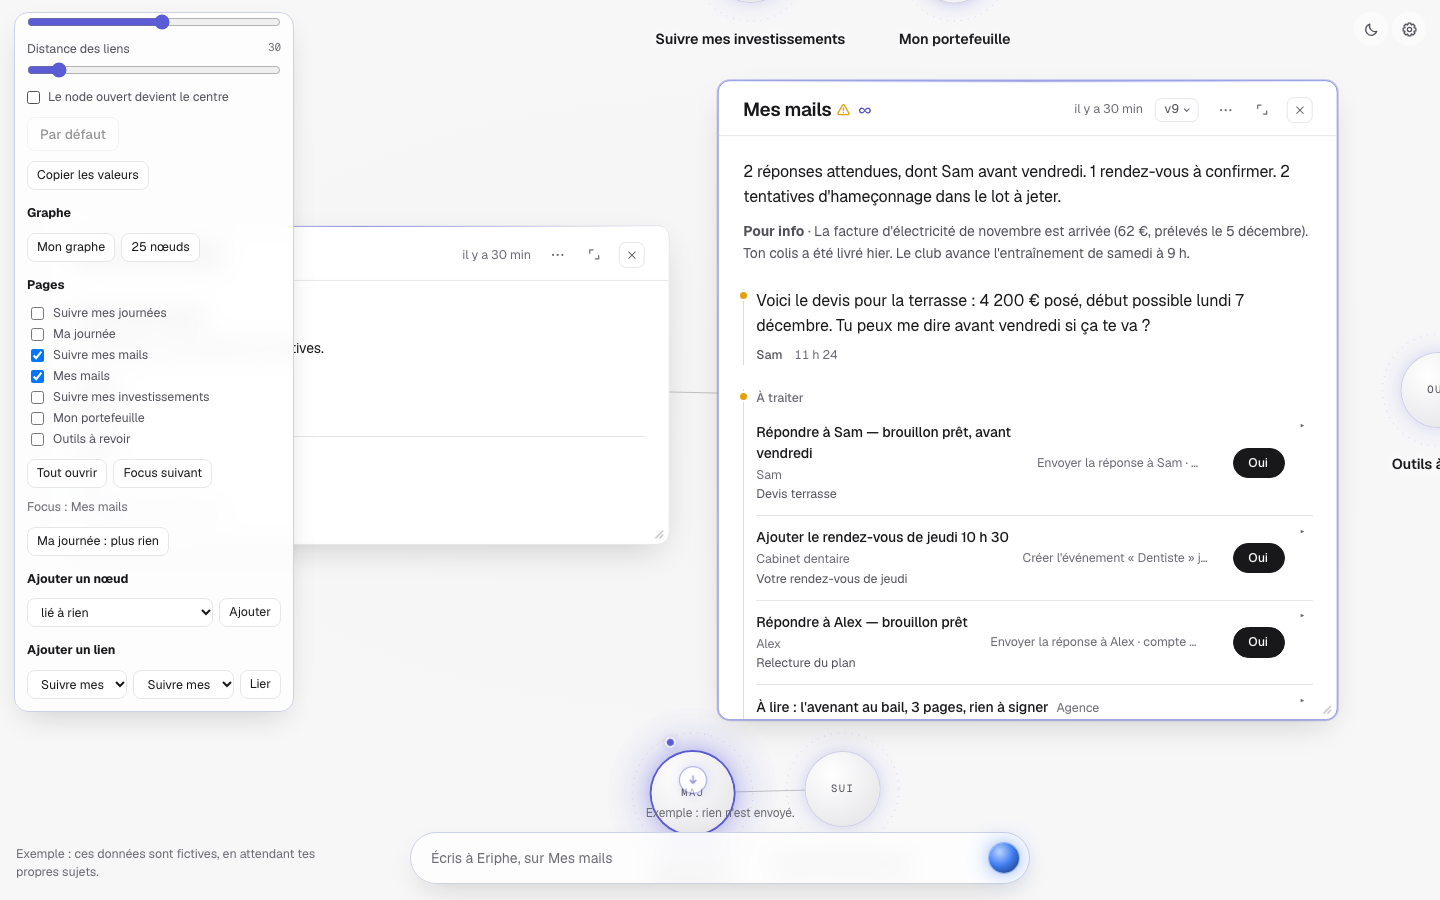 Distance des liens 30
Le node ouvert devient le centre
Par défaut
Copier les valeurs
Graphe
Mon graphe
25 nœuds
Pages
Suivre mes journées
Ma journée
Suivre mes mails
Mes mails
Suivre mes investissements
Mon portefeuille
Outils à revoir
Tout ouvrir
Focus suivant
Focus : Mes mails
Ma journée : plus rien
Ajouter un nœud
lié à rien
Ajouter
Ajouter un lien
Suivre mes
Suivre mes
Lier
Suivre mes investissements
Mon portefeuille
il y a 30 min
tives.
Mes mails
il y a 30 min
v9
2 réponses attendues, dont Sam avant vendredi. 1 rendez-vous à confirmer. 2
tentatives d'hameçonnage dans le lot à jeter.
Pour info · La facture d'électricité de novembre est arrivée (62 €, prélevés le 5 décembre).
Ton colis a été livré hier. Le club avance l'entraînement de samedi à 9 h.
Voici le devis pour la terrasse : 4 200 € posé, début possible lundi 7
décembre. Tu peux me dire avant vendredi si ça te va ?
Sam 11 h 24
À traiter
Répondre à Sam — brouillon prêt, avant
vendredi
Sam
Devis terrasse
Envoyer la réponse à Sam · …
Oui
Ajouter le rendez-vous de jeudi 10 h 30
Cabinet dentaire
Votre rendez-vous de jeudi
Créer l'événement « Dentiste » j…
Oui
Répondre à Alex — brouillon prêt
Alex
Relecture du plan
Envoyer la réponse à Alex · compte …
Oui
À lire : l'avenant au bail, 3 pages, rien à signer Agence
OU
Outils à
MAJ
SUI
Exemple : rien n'est envoyé.
Écris à Eriphe, sur Mes mails
Exemple : ces données sont fictives, en attendant tes
propres sujets.